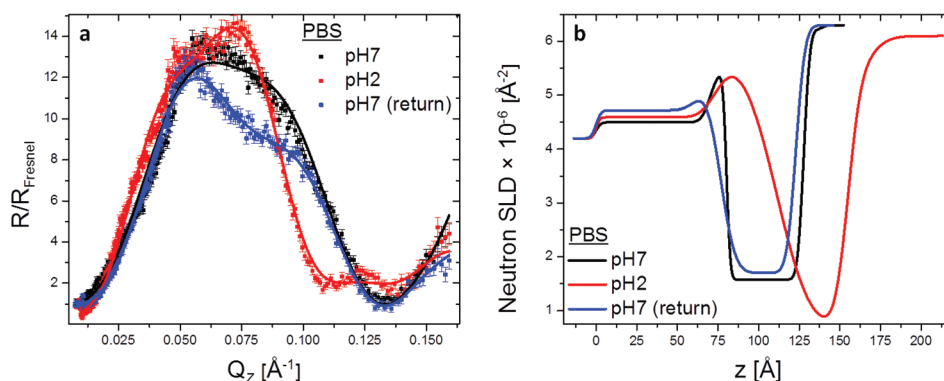 a
PBS
pH7
pH2
pH7 (return)
14
12
10
8
6
4
2
0.025 0.050 0.075 0.100 0.125 0.150
R/R_Fresnel
Q_Z [Å⁻¹]
b
PBS
pH7
pH2
pH7 (return)
6
5
4
3
2
1
0 25 50 75 100 125 150 175 200
Neutron SLD × 10⁻⁶ [Å⁻²]
z [Å]